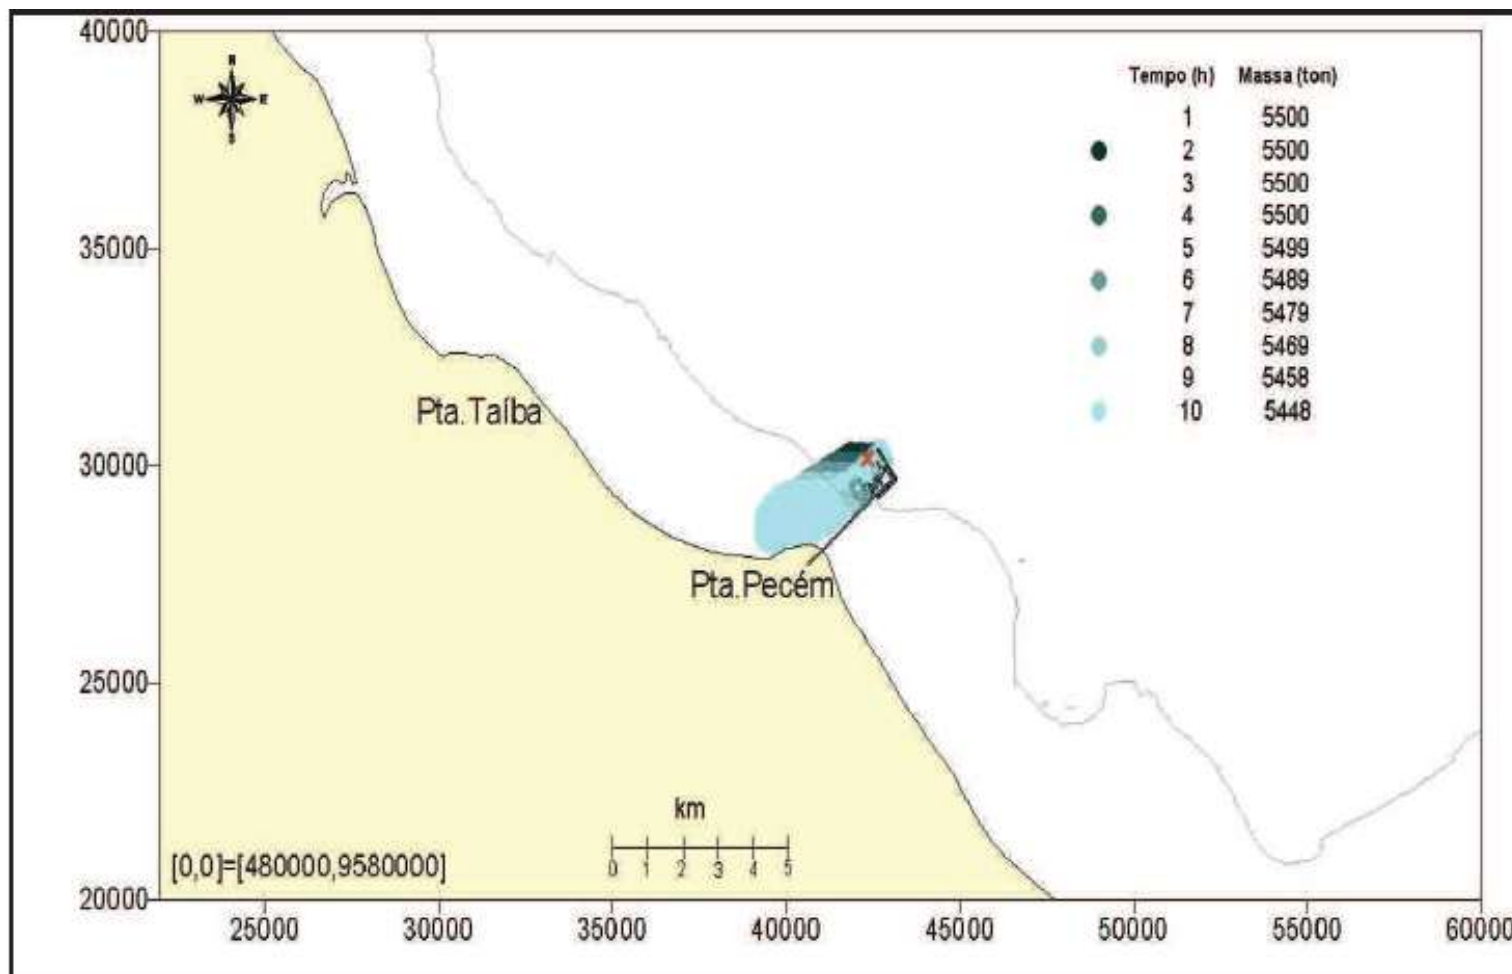 40000
N
W E
S
Tempo (h) Massa (ton)
1 5500
2 5500
3 5500
4 5500
5 5499
6 5489
7 5479
8 5469
9 5458
10 5448
35000
Pta.Taíba
30000
Pta.Pecém
25000
km
0 1 2 3 4 5
[0,0]=[480000,9580000]
20000
25000 30000 35000 40000 45000 50000 55000 60000